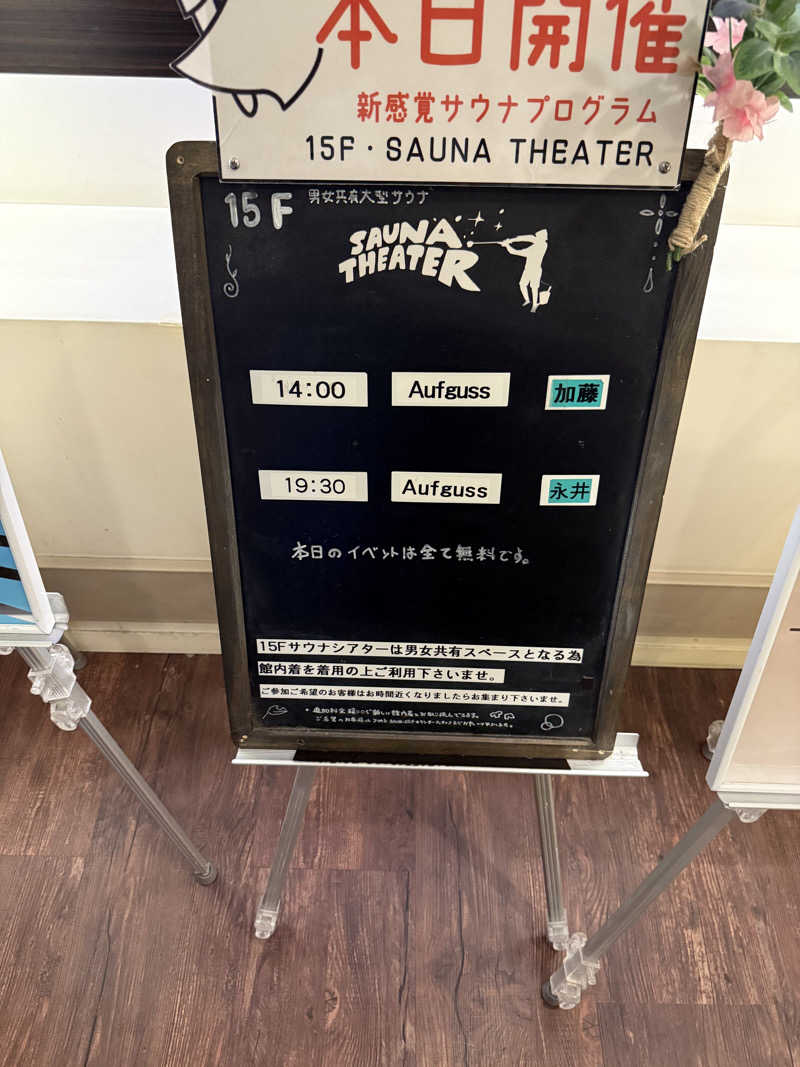 本日開催
新感覚サウナプログラム
15F・SAUNA THEATER
15F 男女共有大型サウナ
SAUNA
THEATER
14:00 Aufguss 加藤
19:30 Aufguss 永井
本日のイベントは全て無料です。
15Fサウナシアターは男女共有スペースとなる為
館内着を着用の上ご利用下さいませ。
ご参加ご希望のお客様はお時間近くなりましたらお集まり下さいませ。